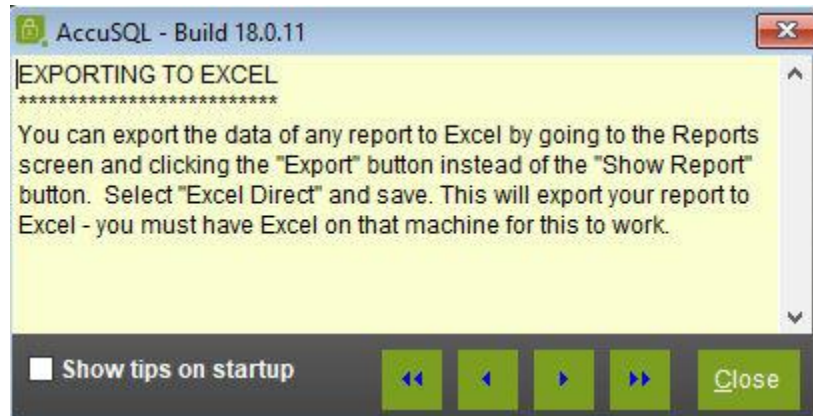 AccuSQL - Build 18.0.11
EXPORTING TO EXCEL
**************************
You can export the data of any report to Excel by going to the Reports
screen and clicking the "Export" button instead of the "Show Report"
button.  Select "Excel Direct" and save. This will export your report to
Excel - you must have Excel on that machine for this to work.
Show tips on startup
Close